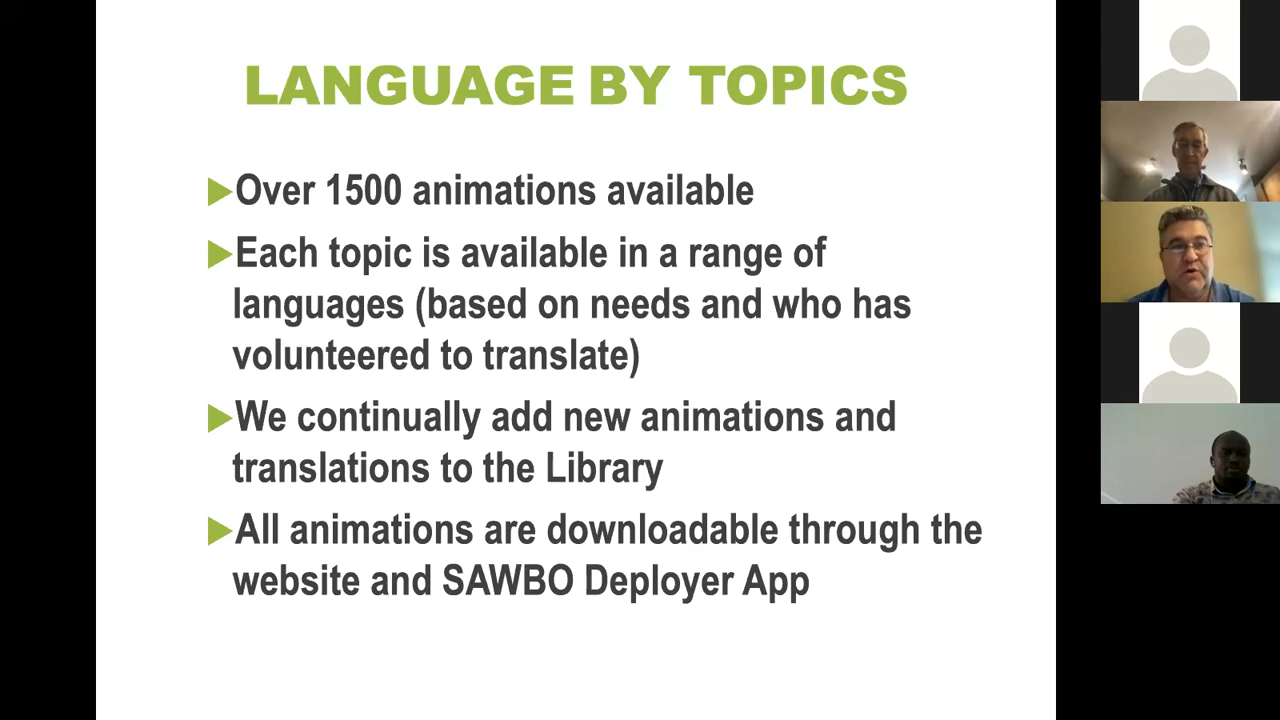 LANGUAGE BY TOPICS
Over 1500 animations available
Each topic is available in a range of
languages (based on needs and who has
volunteered to translate)
We continually add new animations and
translations to the Library
All animations are downloadable through the
website and SAWBO Deployer App